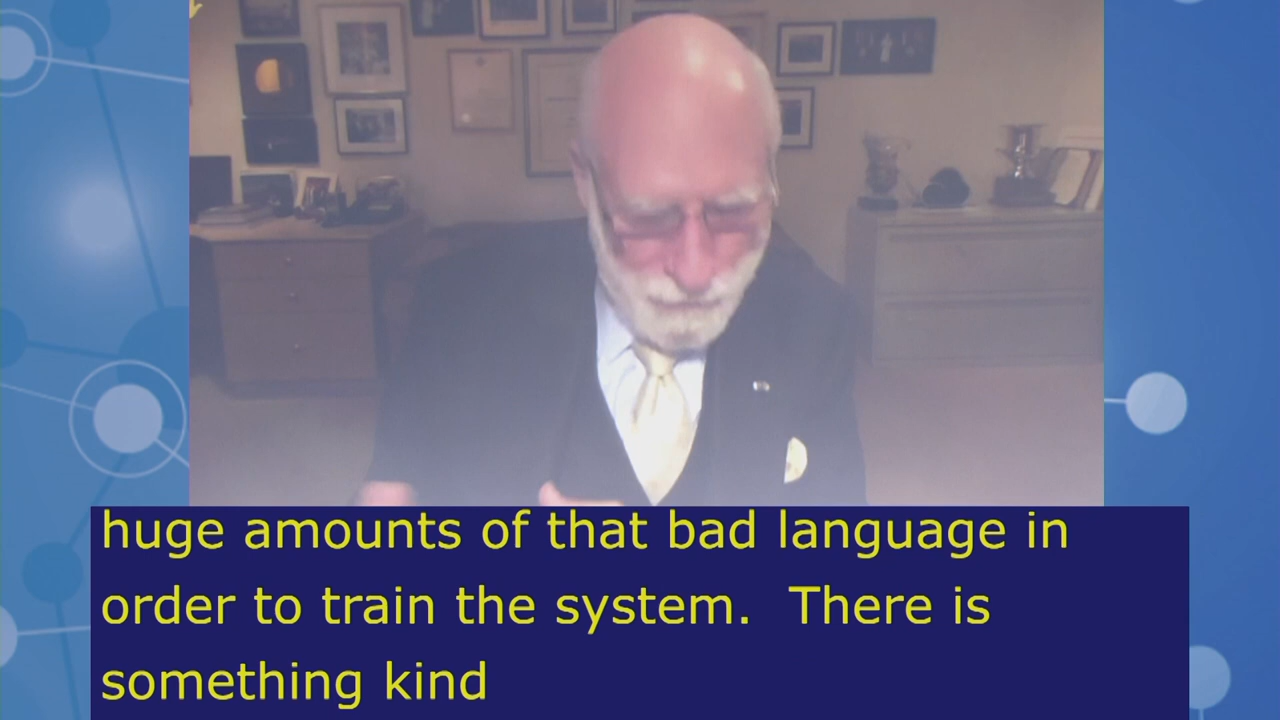 huge amounts of that bad language in
order to train the system.  There is
something kind